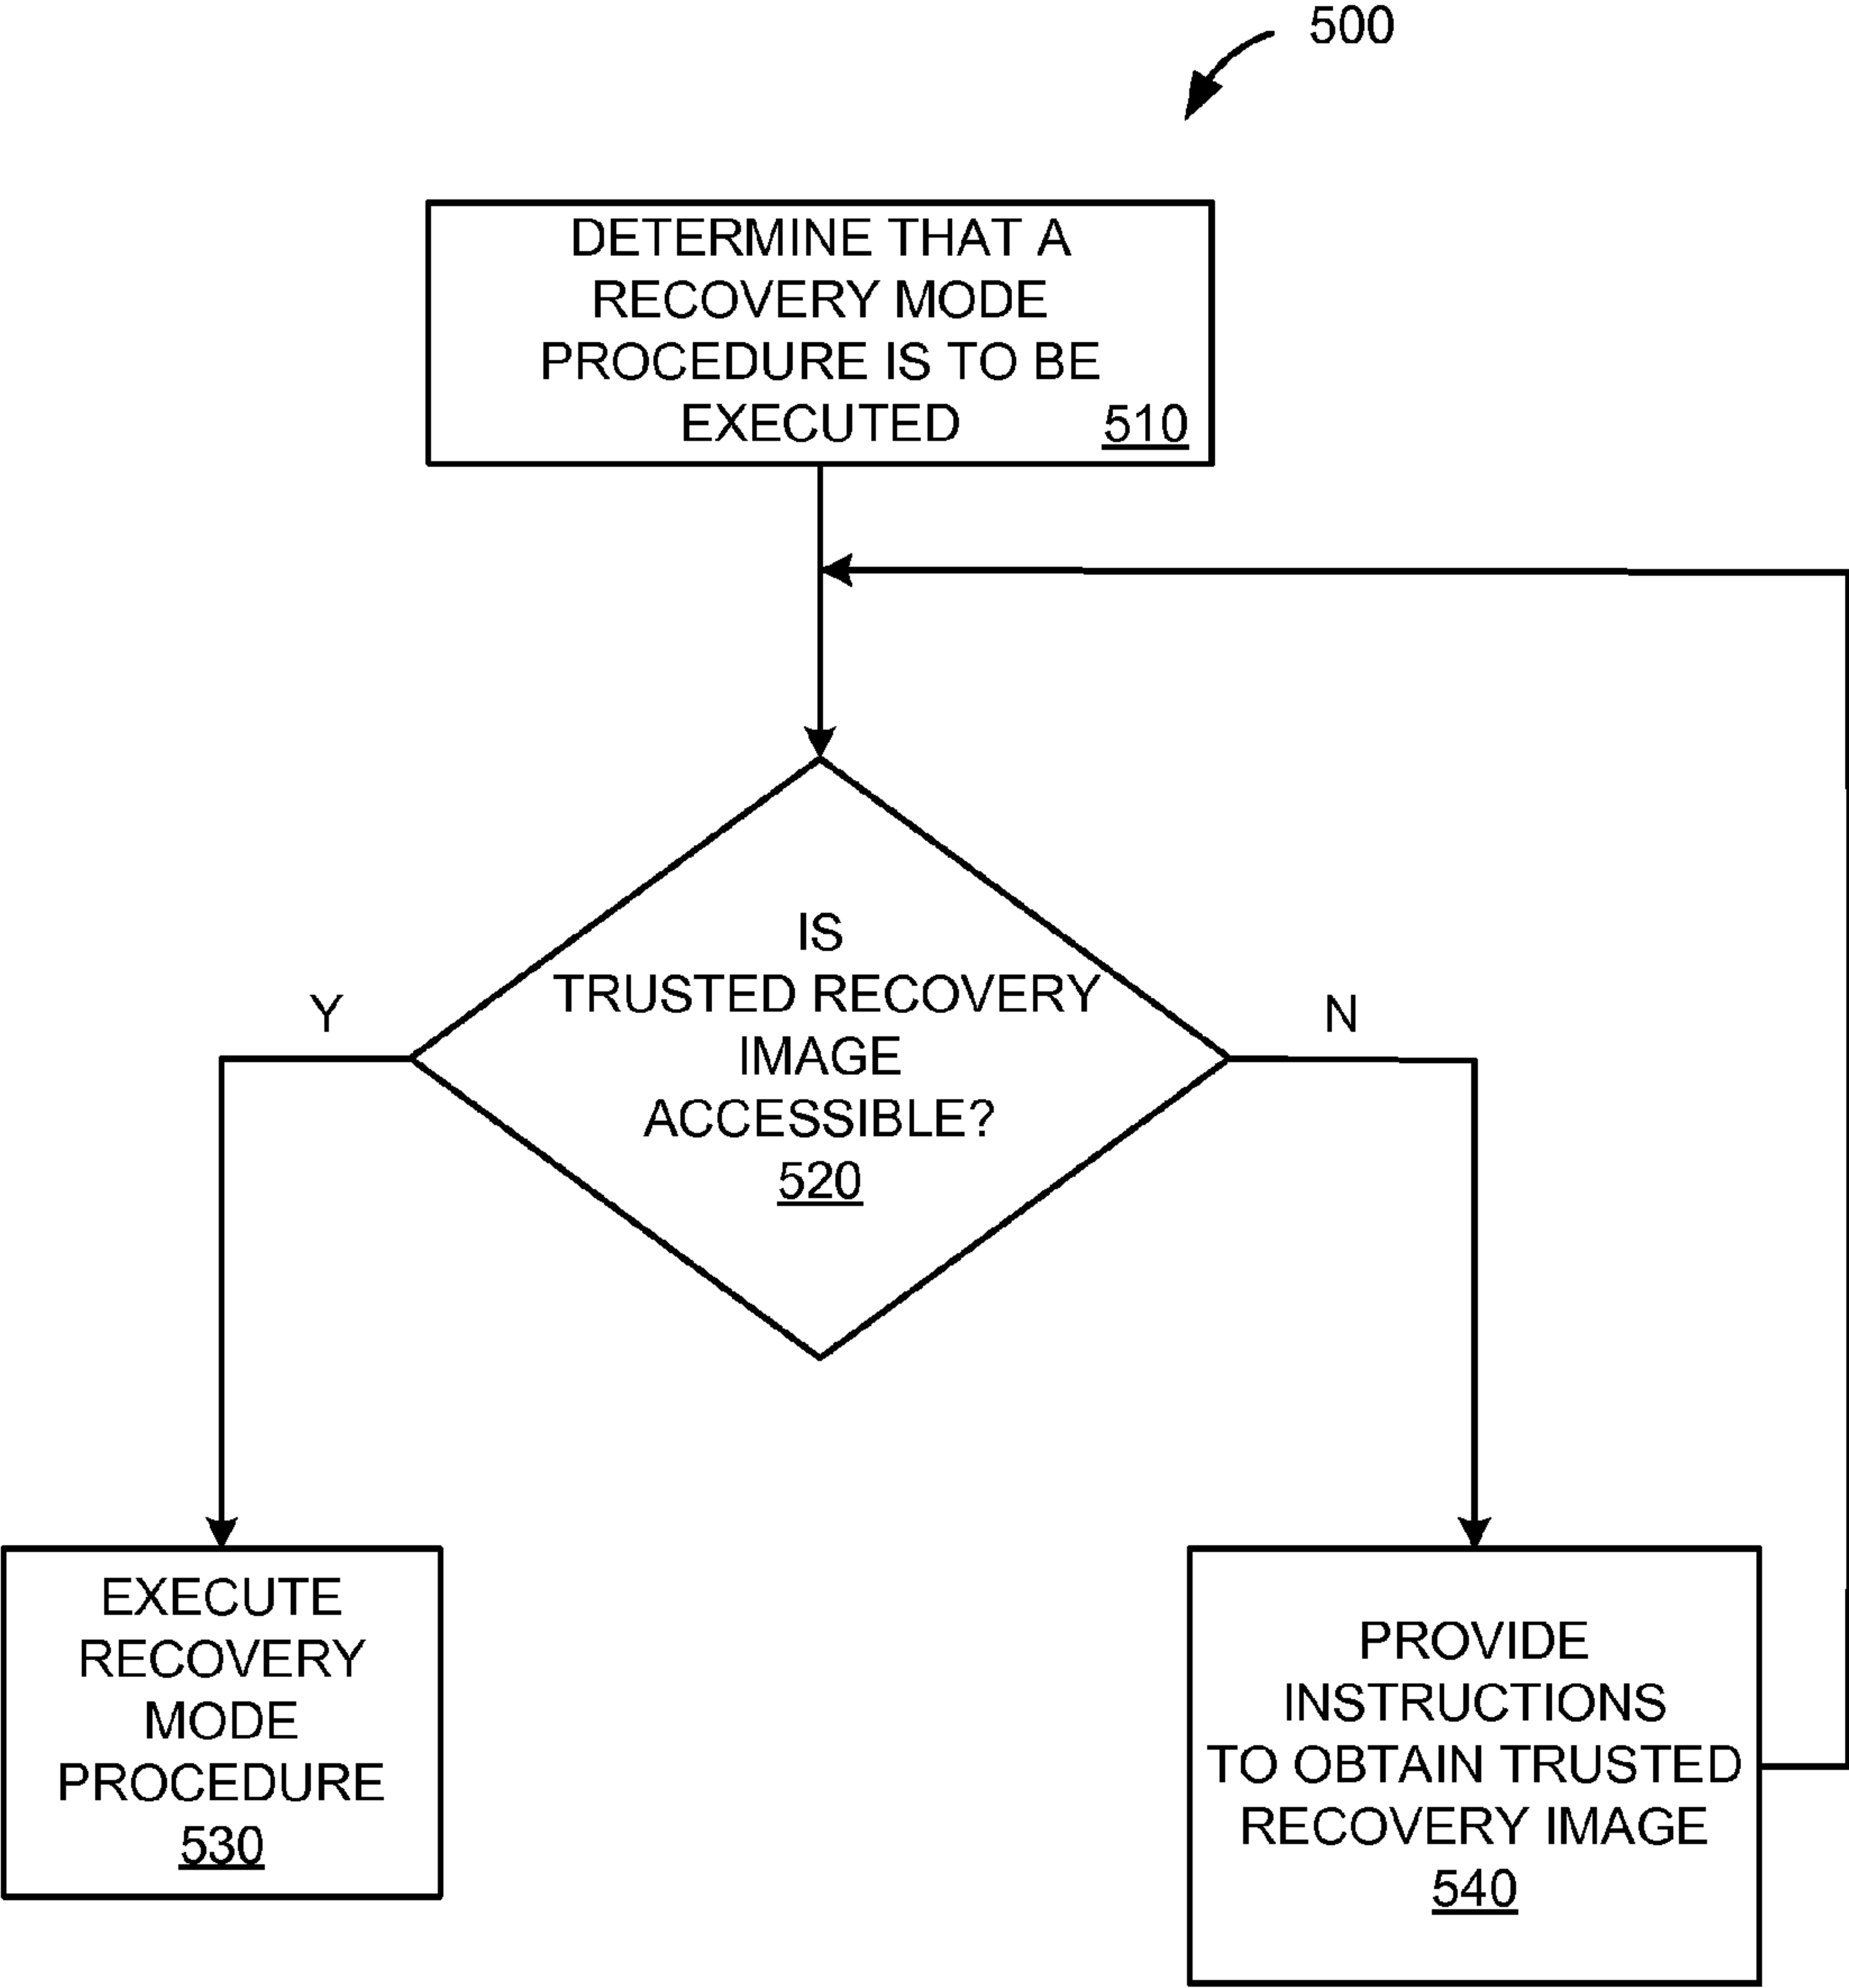 500
DETERMINE THAT A
RECOVERY MODE
PROCEDURE IS TO BE
EXECUTED 510
IS
TRUSTED RECOVERY
IMAGE
ACCESSIBLE?
520
Y
N
EXECUTE
RECOVERY
MODE
PROCEDURE
530
PROVIDE
INSTRUCTIONS
TO OBTAIN TRUSTED
RECOVERY IMAGE
540